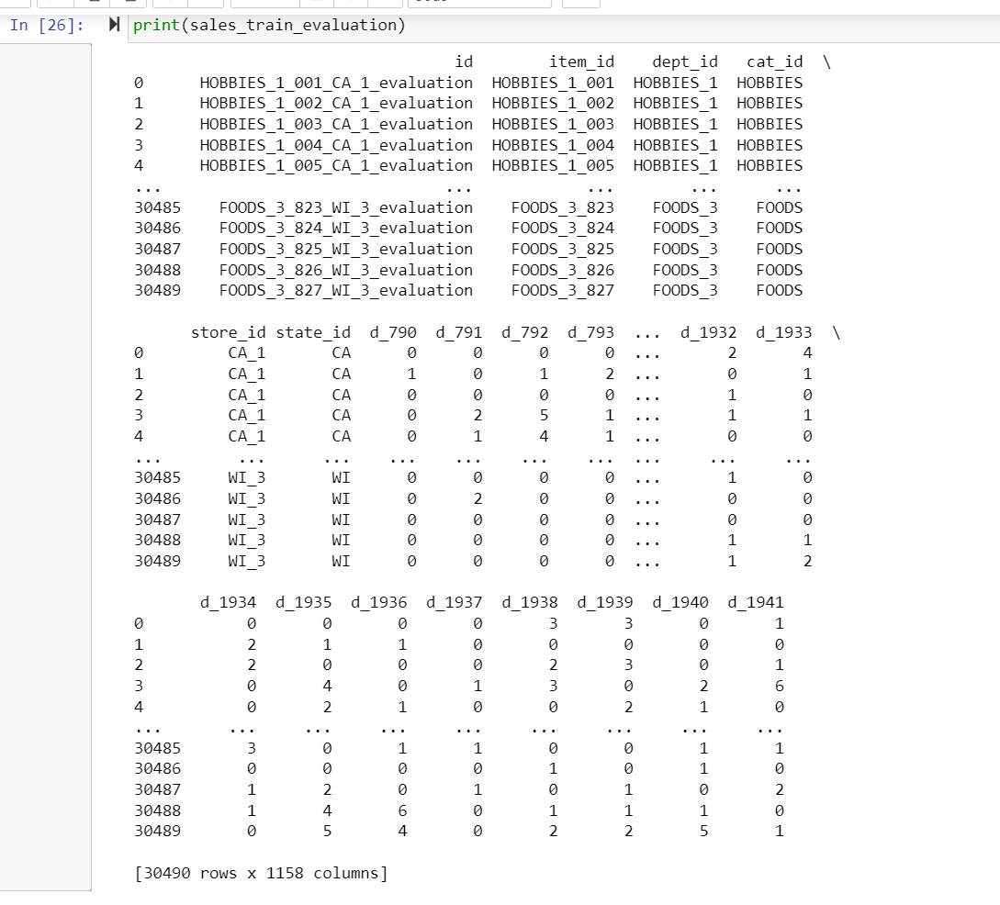 In [26]: print(sales_train_evaluation)
id item_id dept_id cat_id \
0 HOBBIES_1_001_CA_1_evaluation HOBBIES_1_001 HOBBIES_1 HOBBIES
1 HOBBIES_1_002_CA_1_evaluation HOBBIES_1_002 HOBBIES_1 HOBBIES
2 HOBBIES_1_003_CA_1_evaluation HOBBIES_1_003 HOBBIES_1 HOBBIES
3 HOBBIES_1_004_CA_1_evaluation HOBBIES_1_004 HOBBIES_1 HOBBIES
4 HOBBIES_1_005_CA_1_evaluation HOBBIES_1_005 HOBBIES_1 HOBBIES
... ... ... ... ...
30485 FOODS_3_823_WI_3_evaluation FOODS_3_823 FOODS_3 FOODS
30486 FOODS_3_824_WI_3_evaluation FOODS_3_824 FOODS_3 FOODS
30487 FOODS_3_825_WI_3_evaluation FOODS_3_825 FOODS_3 FOODS
30488 FOODS_3_826_WI_3_evaluation FOODS_3_826 FOODS_3 FOODS
30489 FOODS_3_827_WI_3_evaluation FOODS_3_827 FOODS_3 FOODS
store_id state_id d_790 d_791 d_792 d_793 ... d_1932 d_1933 \
0 CA_1 CA 0 0 0 0 ... 2 4
1 CA_1 CA 1 0 1 2 ... 0 1
2 CA_1 CA 0 0 0 0 ... 1 0
3 CA_1 CA 0 2 5 1 ... 1 1
4 CA_1 CA 0 1 4 1 ... 0 0
... ... ... ... ... ... ... ... ... ...
30485 WI_3 WI 0 0 0 0 ... 1 0
30486 WI_3 WI 0 2 0 0 ... 0 0
30487 WI_3 WI 0 0 0 0 ... 0 0
30488 WI_3 WI 0 0 0 0 ... 1 1
30489 WI_3 WI 0 0 0 0 ... 1 2
d_1934 d_1935 d_1936 d_1937 d_1938 d_1939 d_1940 d_1941
0 0 0 0 0 3 3 0 1
1 2 1 1 0 0 0 0 0
2 2 0 0 0 2 3 0 1
3 0 4 0 1 3 0 2 6
4 0 2 1 0 0 2 1 0
... ... ... ... ... ... ... ... ...
30485 3 0 1 1 0 0 1 1
30486 0 0 0 0 1 0 1 0
30487 1 2 0 1 0 1 0 2
30488 1 4 6 0 1 1 1 0
30489 0 5 4 0 2 2 5 1
[30490 rows x 1158 columns]